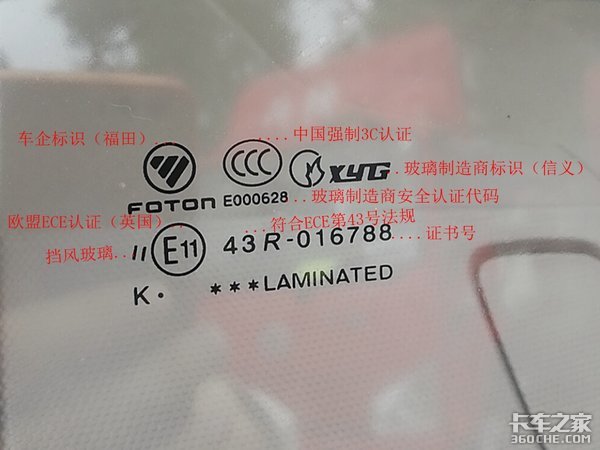 车企标识（福田）.
....中国强制3C认证
CCC
XYG
.玻璃制造商标识（信义）
FOTON
E000628
..玻璃制造商安全认证代码
欧盟ECE认证（英国）
...符合ECE第43号法规
挡风玻璃...
//
E11
43R-016788
...证书号
K.
***LAMINATED
卡车之家
360CHE.COM